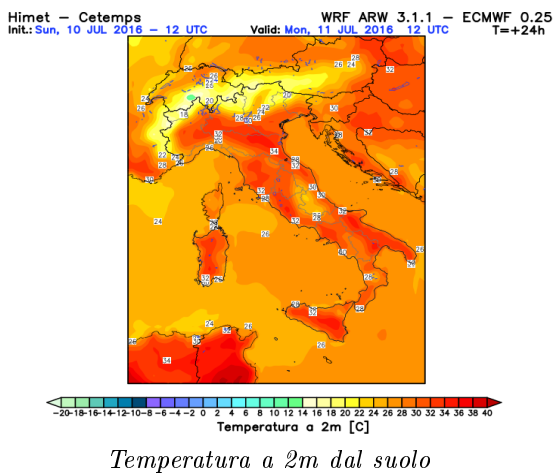 Himet – Cetemps WRF ARW 3.1.1 – ECMWF 0.25
Init.: Sun, 10 JUL 2016 – 12 UTC Valid: Mon, 11 JUL 2016 12 UTC T=+24h
-20 -18 -16 -14 -12 -10 -8 -6 -4 -2 0 2 4 6 8 10 12 14 16 18 20 22 24 26 28 30 32 34 36 38 40
Temperatura a 2m [C]
Temperatura a 2m dal suolo